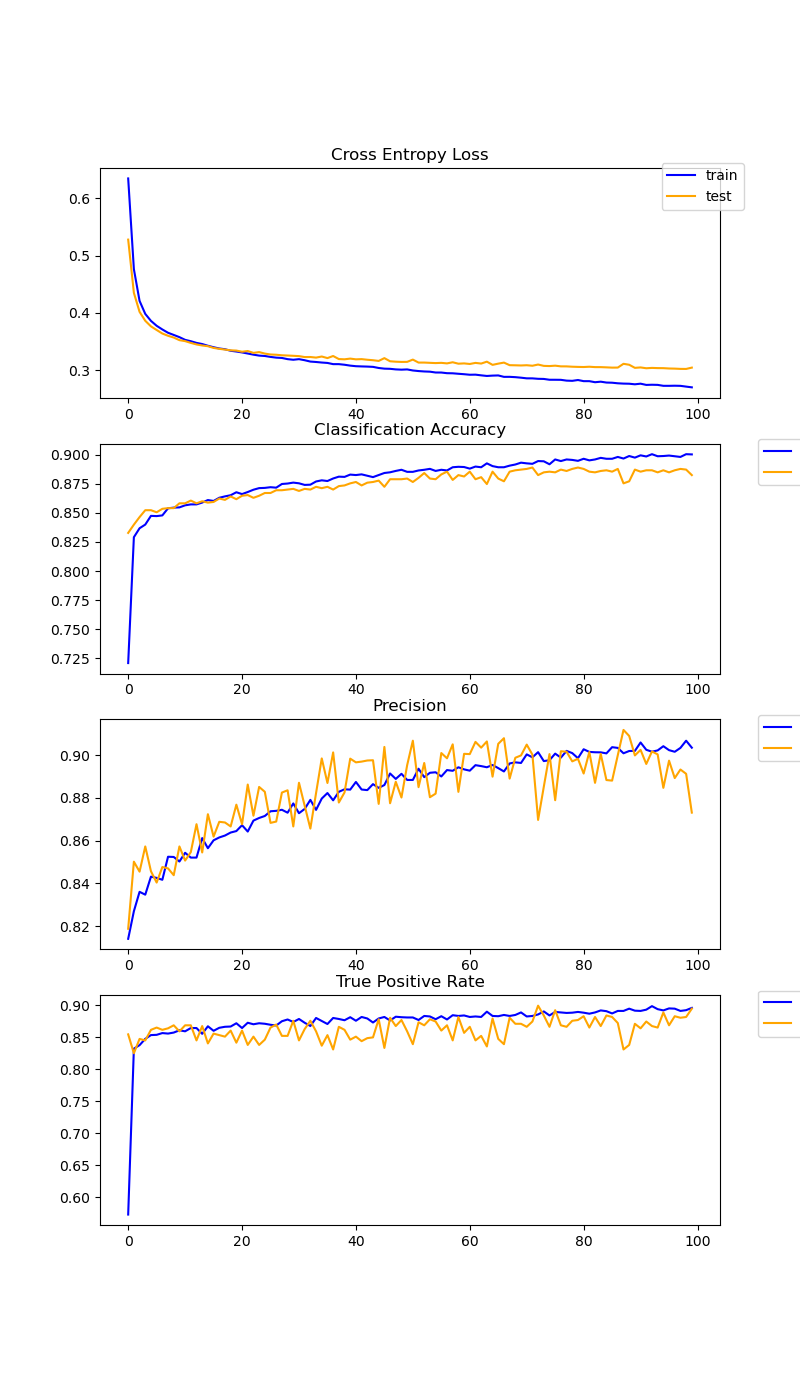 Cross Entropy Loss
train
test
0.6
0.5
0.4
0.3
0 20 40 60 80 100
Classification Accuracy
0.900
0.875
0.850
0.825
0.800
0.775
0.750
0.725
0 20 40 60 80 100
Precision
0.90
0.88
0.86
0.84
0.82
0 20 40 60 80 100
True Positive Rate
0.90
0.85
0.80
0.75
0.70
0.65
0.60
0 20 40 60 80 100